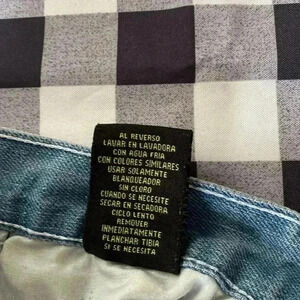 AL REVERSO
LAVAR EN LAVADORA
CON AGUA FRIA
CON COLORES SIMILARES
USAR SOLAMENTE
BLANQUEADOR
SIN CLORO
CUANDO SE NECESITE
SECAR EN SECADORA
CICLO LENTO
REMOVER
INMEDIATAMENTE
PLANCHAR TIBIA
SI SE NECESITA